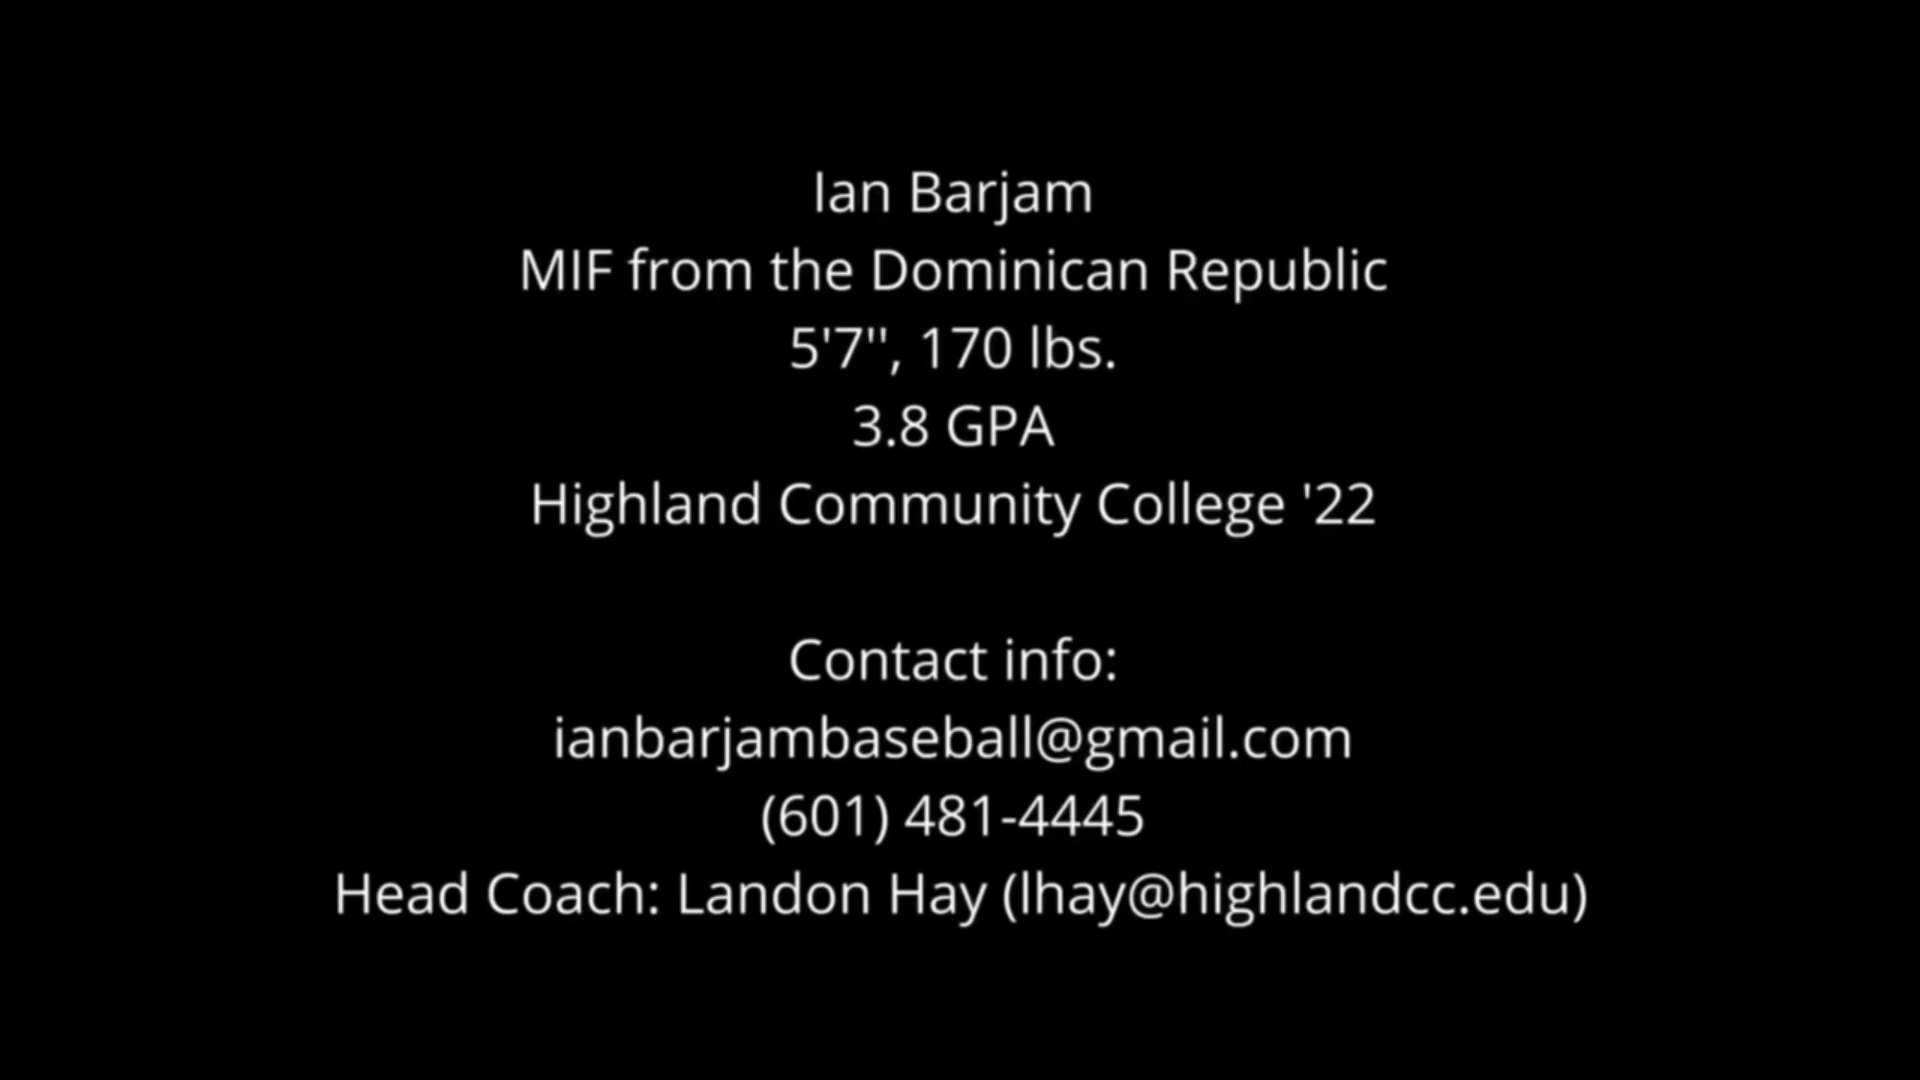 Ian Barjam
MIF from the Dominican Republic
5'7'', 170 lbs.
3.8 GPA
Highland Community College '22
Contact info:
ianbarjambaseball@gmail.com
(601) 481-4445
Head Coach: Landon Hay (lhay@highlandcc.edu)